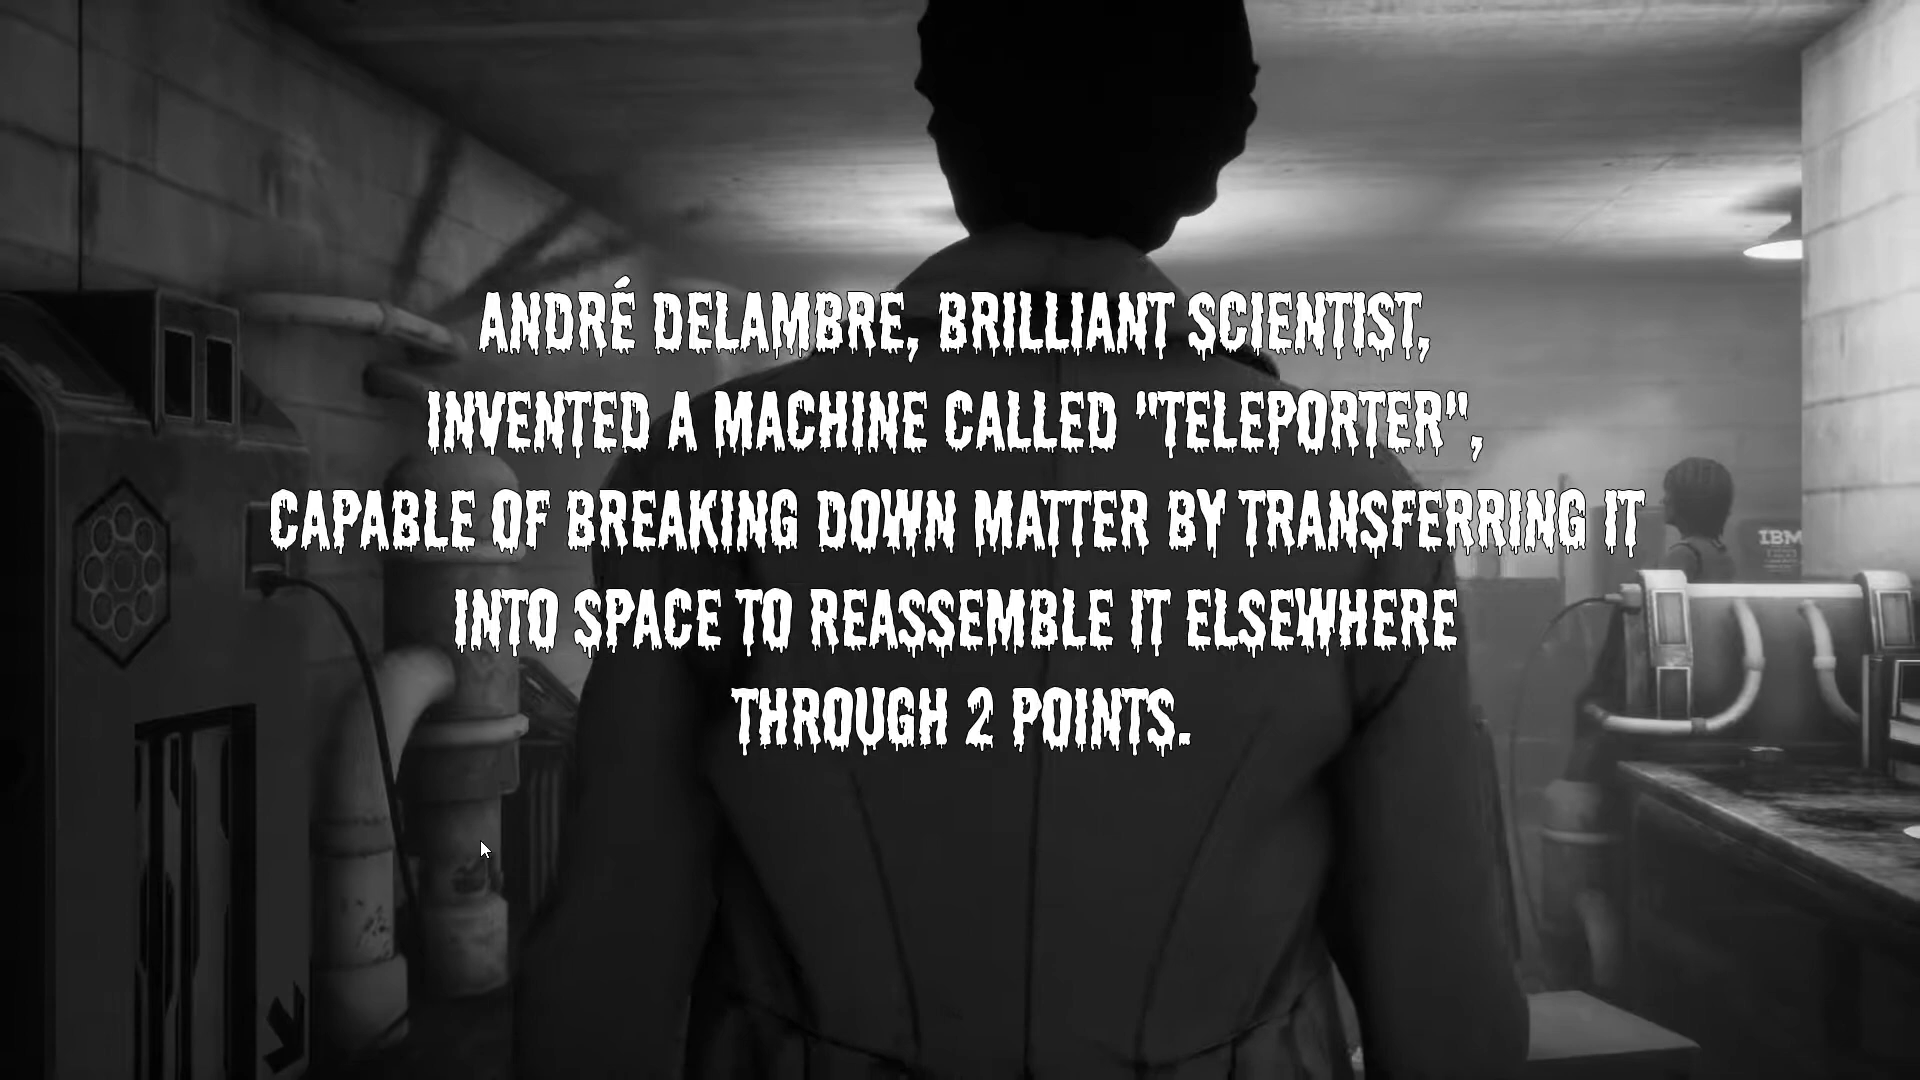 ANDRÉ DELAMBRE, BRILLIANT SCIENTIST,
INVENTED A MACHINE CALLED "TELEPORTER",
CAPABLE OF BREAKING DOWN MATTER BY TRANSFERRING IT
INTO SPACE TO REASSEMBLE IT ELSEWHERE
THROUGH 2 POINTS.
IBM